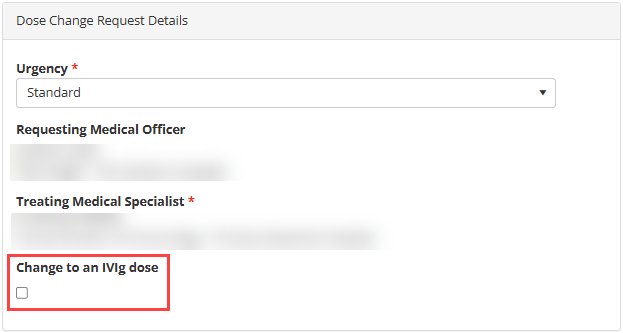 Dose Change Request Details
Urgency *
Standard
Requesting Medical Officer
Treating Medical Specialist *
Change to an IVIg dose